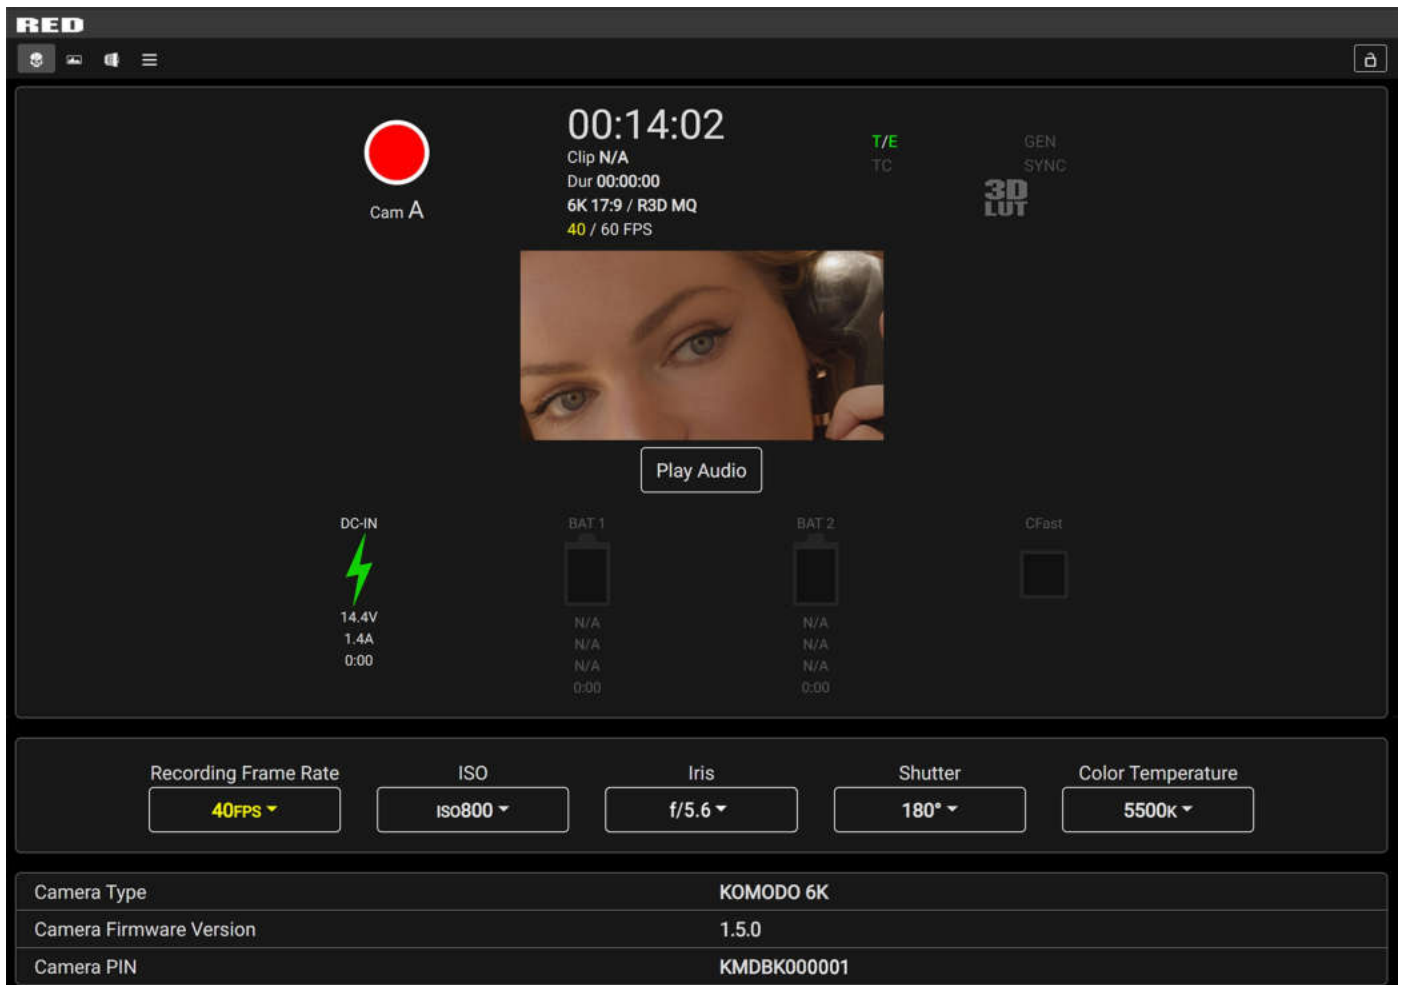 RED
00:14:02
Clip N/A
Dur 00:00:00
6K 17:9 / R3D MQ
40 / 60 FPS
Cam A
T/E
GEN
TC
SYNC
3D
LUT
Play Audio
DC-IN
14.4V
1.4A
0:00
BAT 1
N/A
N/A
N/A
0:00
BAT 2
N/A
N/A
N/A
0:00
CFast
Recording Frame Rate
40FPS
ISO
ISO800
Iris
f/5.6
Shutter
180°
Color Temperature
5500K
Camera Type KOMODO 6K
Camera Firmware Version 1.5.0
Camera PIN KMDBK000001